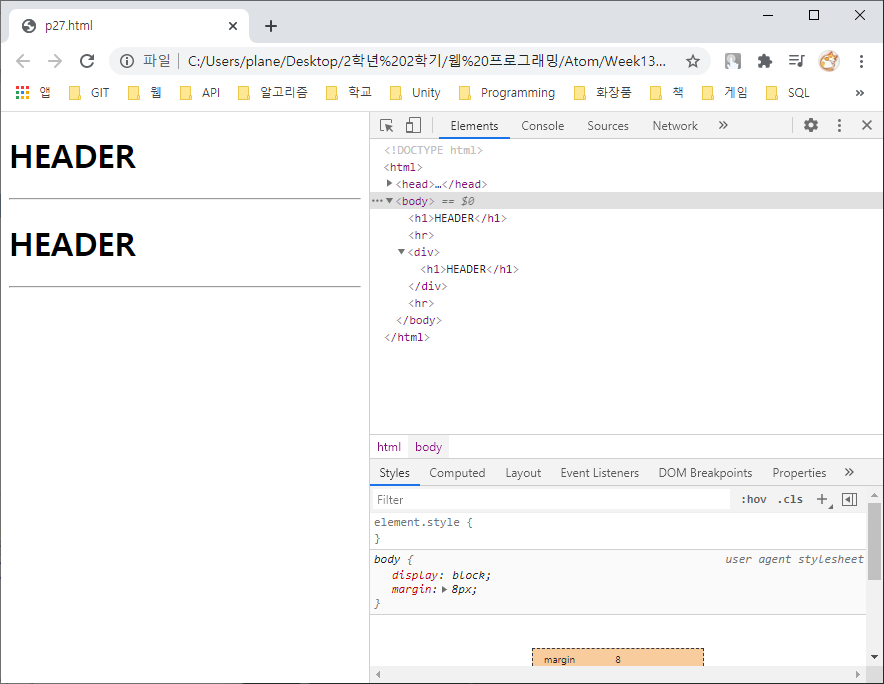 p27.html
파일 C:/Users/plane/Desktop/2학년%202학기/웹%20프로그래밍/Atom/Week13...
앱 GIT 웹 API 알고리즘 학교 Unity Programming 화장품 책 게임 SQL »
HEADER
HEADER
Elements Console Sources Network »
<!DOCTYPE html>
<html>
<head>…</head>
<body> == $0
<h1>HEADER</h1>
<hr>
<div>
<h1>HEADER</h1>
</div>
<hr>
</body>
</html>
html body
Styles Computed Layout Event Listeners DOM Breakpoints Properties »
Filter :hov .cls +
element.style {
}
body { user agent stylesheet
display: block;
margin: 8px;
}
margin 8